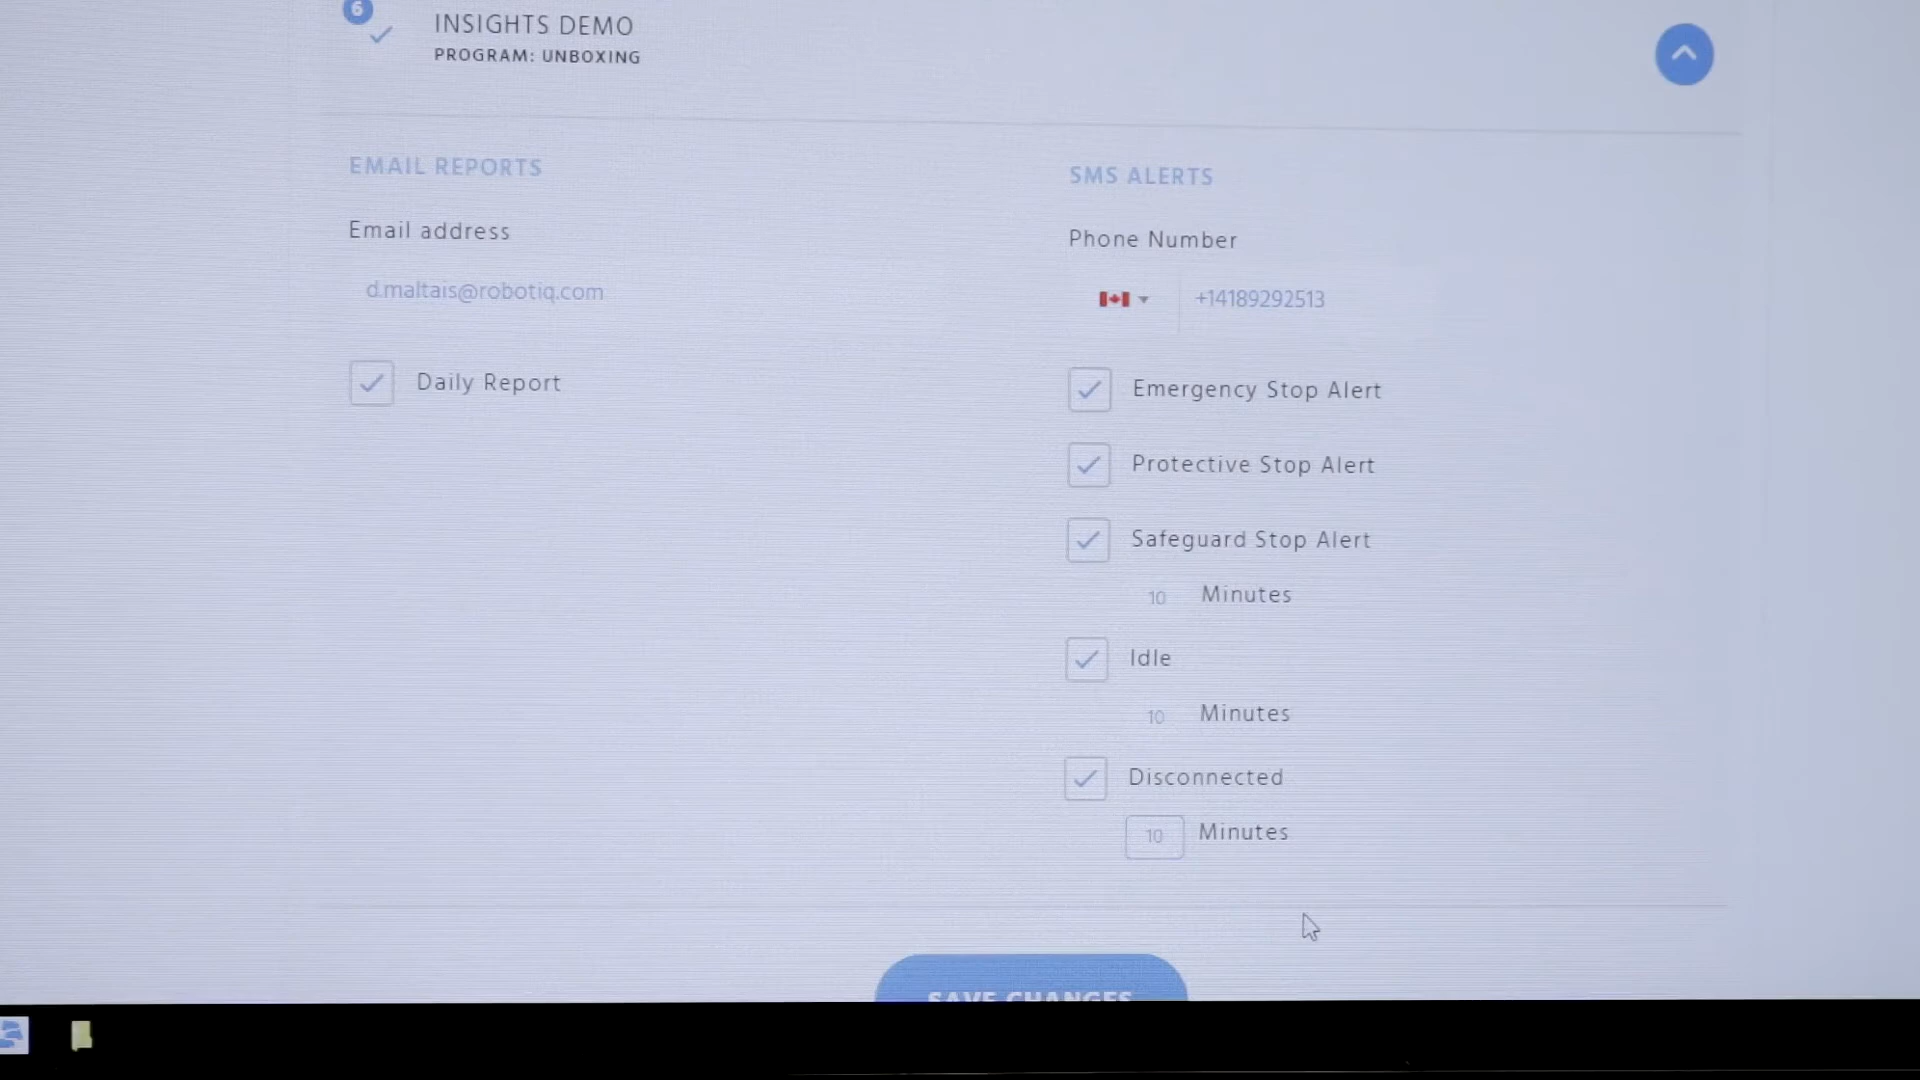 6
INSIGHTS DEMO
PROGRAM: UNBOXING
EMAIL REPORTS
Email address
d.maltais@robotiq.com
Daily Report
SMS ALERTS
Phone Number
+14189292513
Emergency Stop Alert
Protective Stop Alert
Safeguard Stop Alert
10 Minutes
Idle
10 Minutes
Disconnected
10 Minutes
SAVE CHANGES